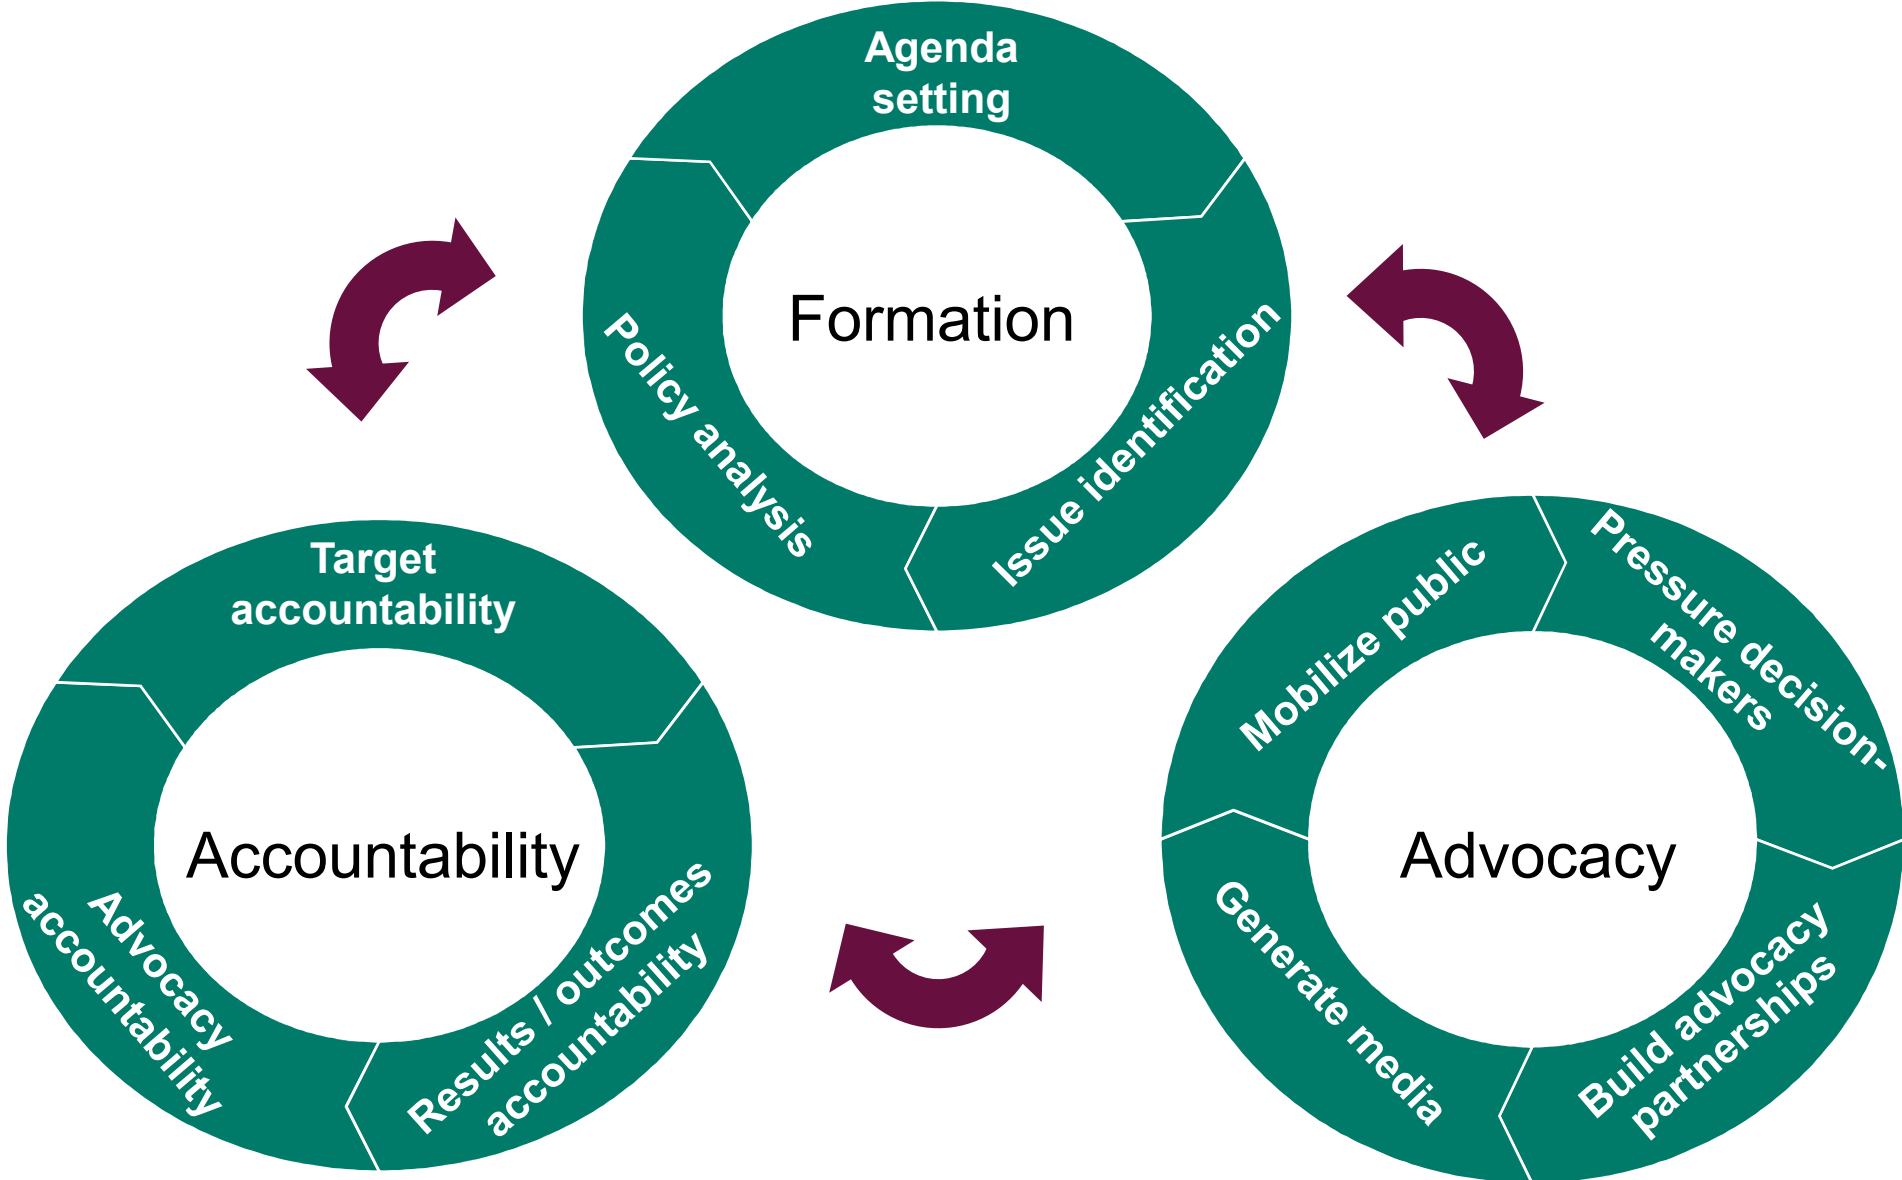 Agenda
setting
Formation
Policy analysis
Issue identification
Target
accountability
Accountability
Advocacy
accountability
Results / outcomes
accountability
Mobilize public
Pressure decision-
makers
Advocacy
Generate media
Build advocacy
partnerships